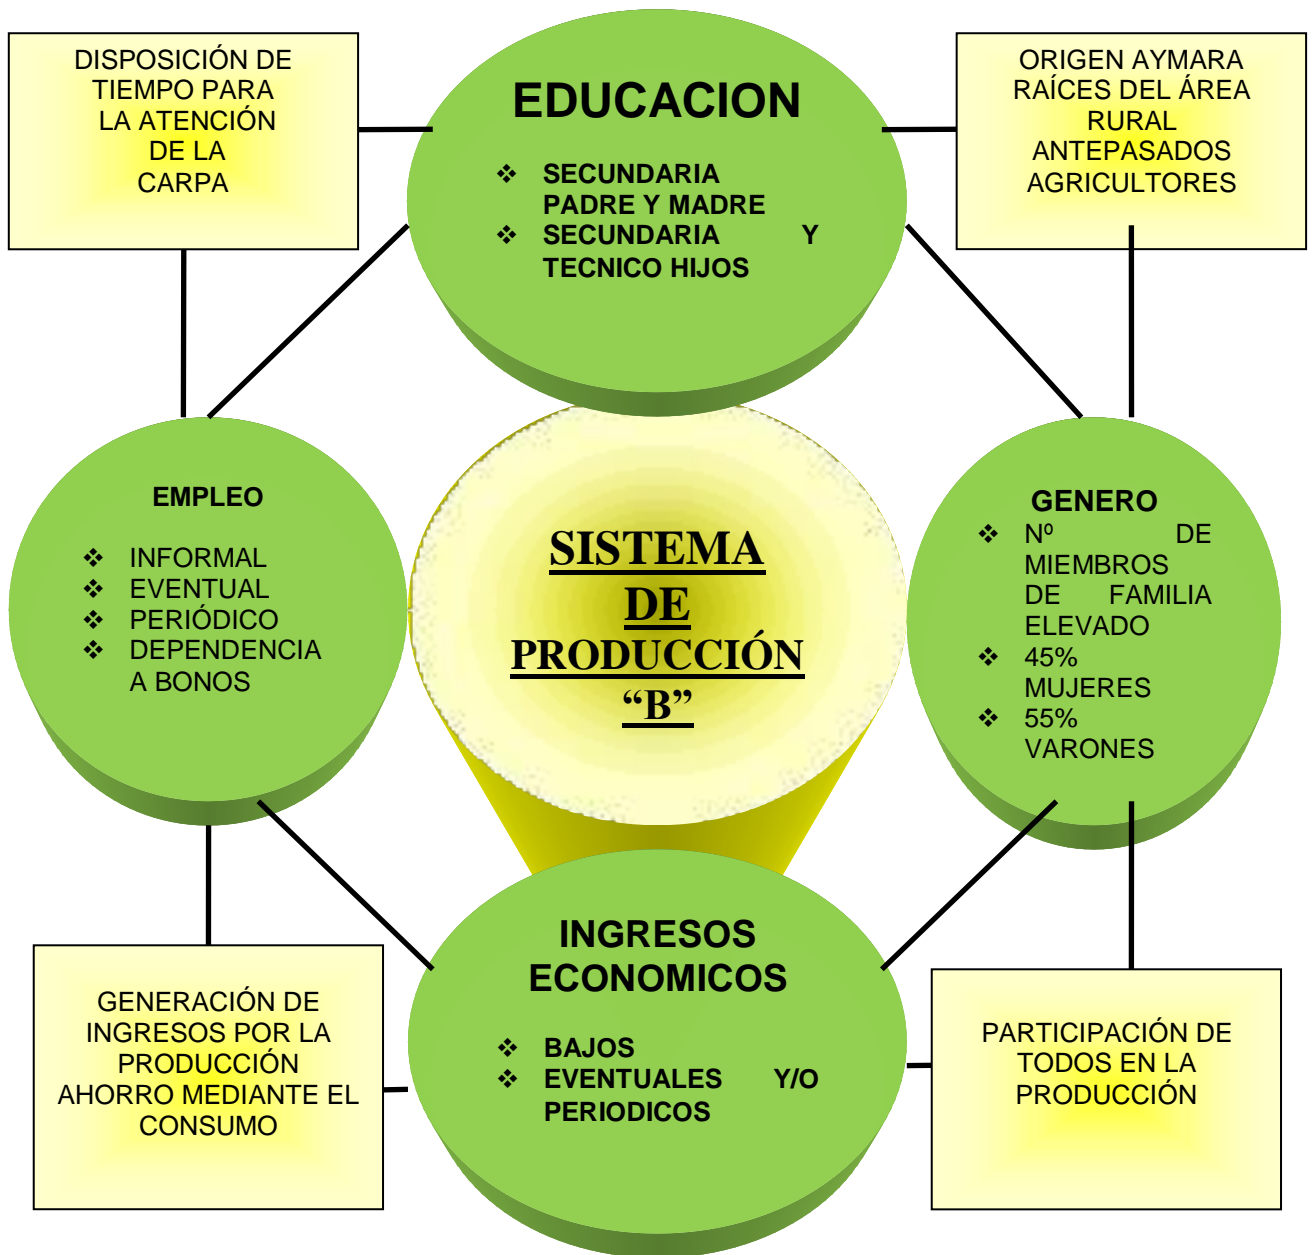 DISPOSICIÓN DE
TIEMPO PARA
LA ATENCIÓN
DE LA
CARPA
EDUCACION
❖ SECUNDARIA
PADRE Y MADRE
❖ SECUNDARIA Y
TECNICO HIJOS
ORIGEN AYMARA
RAÍCES DEL ÁREA
RURAL
ANTEPASADOS
AGRICULTORES
EMPLEO
❖ INFORMAL
❖ EVENTUAL
❖ PERIÓDICO
❖ DEPENDENCIA
A BONOS
SISTEMA
DE
PRODUCCIÓN
“B”
GENERO
❖ Nº DE
MIEMBROS
DE FAMILIA
ELEVADO
❖ 45%
MUJERES
❖ 55%
VARONES
GENERACIÓN DE
INGRESOS POR LA
PRODUCCIÓN
AHORRO MEDIANTE EL
CONSUMO
INGRESOS
ECONOMICOS
❖ BAJOS
❖ EVENTUALES Y/O
PERIODICOS
PARTICIPACIÓN DE
TODOS EN LA
PRODUCCIÓN